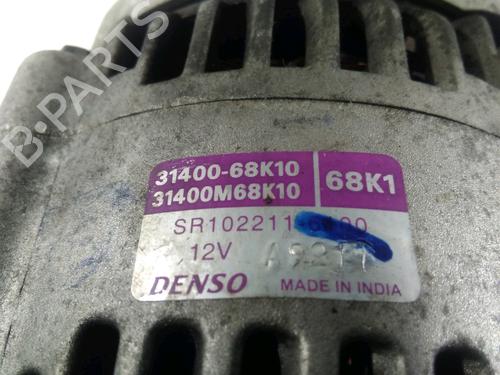 B-PARTS
31400-68K10
31400M68K10
68K1
12V
DENSO
MADE IN INDIA